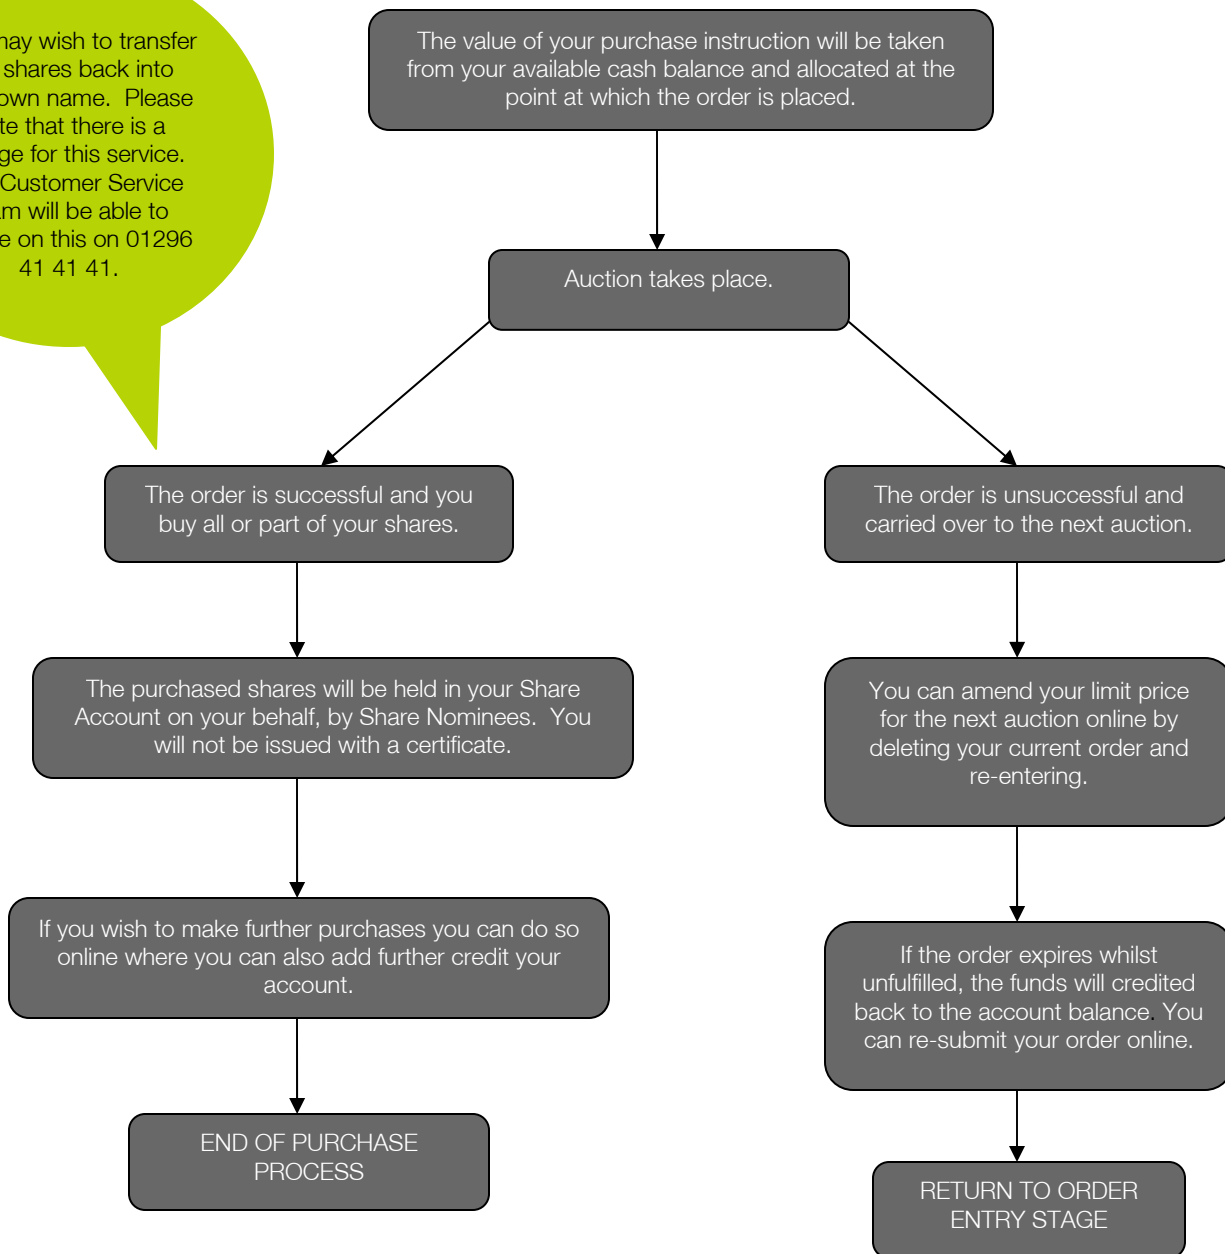 may wish to transfer
shares back into
own name. Please
that there is a
for this service.
Customer Service
will be able to
on this on 01296
41 41 41.
The value of your purchase instruction will be taken
from your available cash balance and allocated at the
point at which the order is placed.
Auction takes place.
The order is successful and you
buy all or part of your shares.
The order is unsuccessful and
carried over to the next auction.
The purchased shares will be held in your Share
Account on your behalf, by Share Nominees. You
will not be issued with a certificate.
You can amend your limit price
for the next auction online by
deleting your current order and
re-entering.
If you wish to make further purchases you can do so
online where you can also add further credit your
account.
If the order expires whilst
unfulfilled, the funds will credited
back to the account balance. You
can re-submit your order online.
END OF PURCHASE
PROCESS
RETURN TO ORDER
ENTRY STAGE